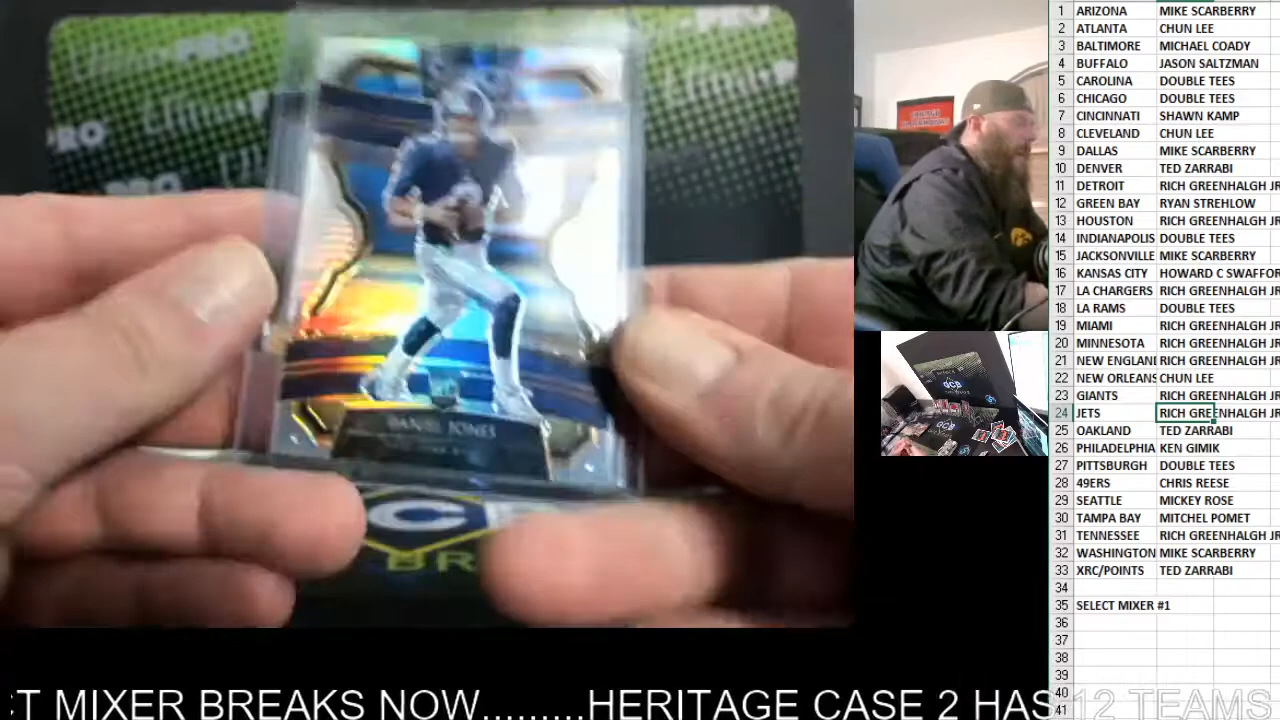 PRO
PRO
PRO
DANIEL JONES
BR
1 ARIZONA MIKE SCARBERRY
2 ATLANTA CHUN LEE
3 BALTIMORE MICHAEL COADY
4 BUFFALO JASON SALTZMAN
5 CAROLINA DOUBLE TEES
6 CHICAGO DOUBLE TEES
7 CINCINNATI SHAWN KAMP
8 CLEVELAND CHUN LEE
9 DALLAS MIKE SCARBERRY
10 DENVER TED ZARRABI
11 DETROIT RICH GREENHALGH JR
12 GREEN BAY RYAN STREHLOW
13 HOUSTON RICH GREENHALGH JR
14 INDIANAPOLIS DOUBLE TEES
15 JACKSONVILLE MIKE SCARBERRY
16 KANSAS CITY HOWARD C SWAFFOR
17 LA CHARGERS RICH GREENHALGH JR
18 LA RAMS DOUBLE TEES
19 MIAMI RICH GREENHALGH JR
20 MINNESOTA RICH GREENHALGH JR
21 NEW ENGLAN RICH GREENHALGH JR
22 NEW ORLEANS CHUN LEE
23 GIANTS RICH GREENHALGH JR
24 JETS RICH GREENHALGH JR
25 OAKLAND TED ZARRABI
26 PHILADELPHIA KEN GIMIK
27 PITTSBURGH DOUBLE TEES
28 49ERS CHRIS REESE
29 SEATTLE MICKEY ROSE
30 TAMPA BAY MITCHEL POMET
31 TENNESSEE RICH GREENHALGH JR
32 WASHINGTON MIKE SCARBERRY
33 XRC/POINTS TED ZARRABI
34
35 SELECT MIXER #1
36
37
38
39
40
41
CT MIXER BREAKS NOW.........HERITAGE CASE 2 HAS 12 TEAMS